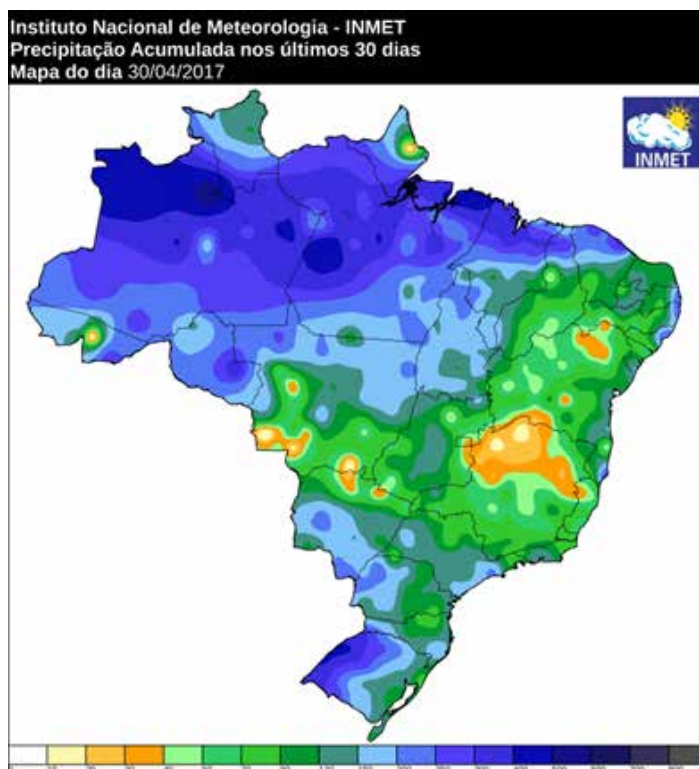 Instituto Nacional de Meteorologia - INMET
Precipitação Acumulada nos últimos 30 dias
Mapa do dia 30/04/2017
INMET